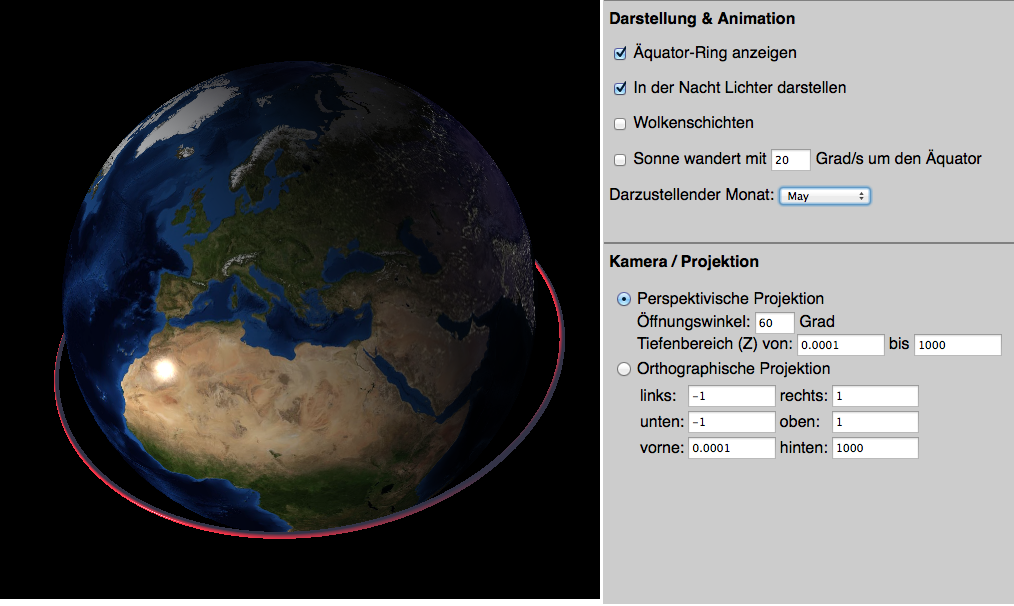 Darstellung & Animation
Äquator-Ring anzeigen
In der Nacht Lichter darstellen
Wolkenschichten
Sonne wandert mit 20 Grad/s um den Äquator
Darzustellender Monat: May
Kamera / Projektion
Perspektivische Projektion
Öffnungswinkel: 60 Grad
Tiefenbereich (Z) von: 0.0001 bis 1000
Orthographische Projektion
links: -1 rechts: 1
unten: -1 oben: 1
vorne: 0.0001 hinten: 1000